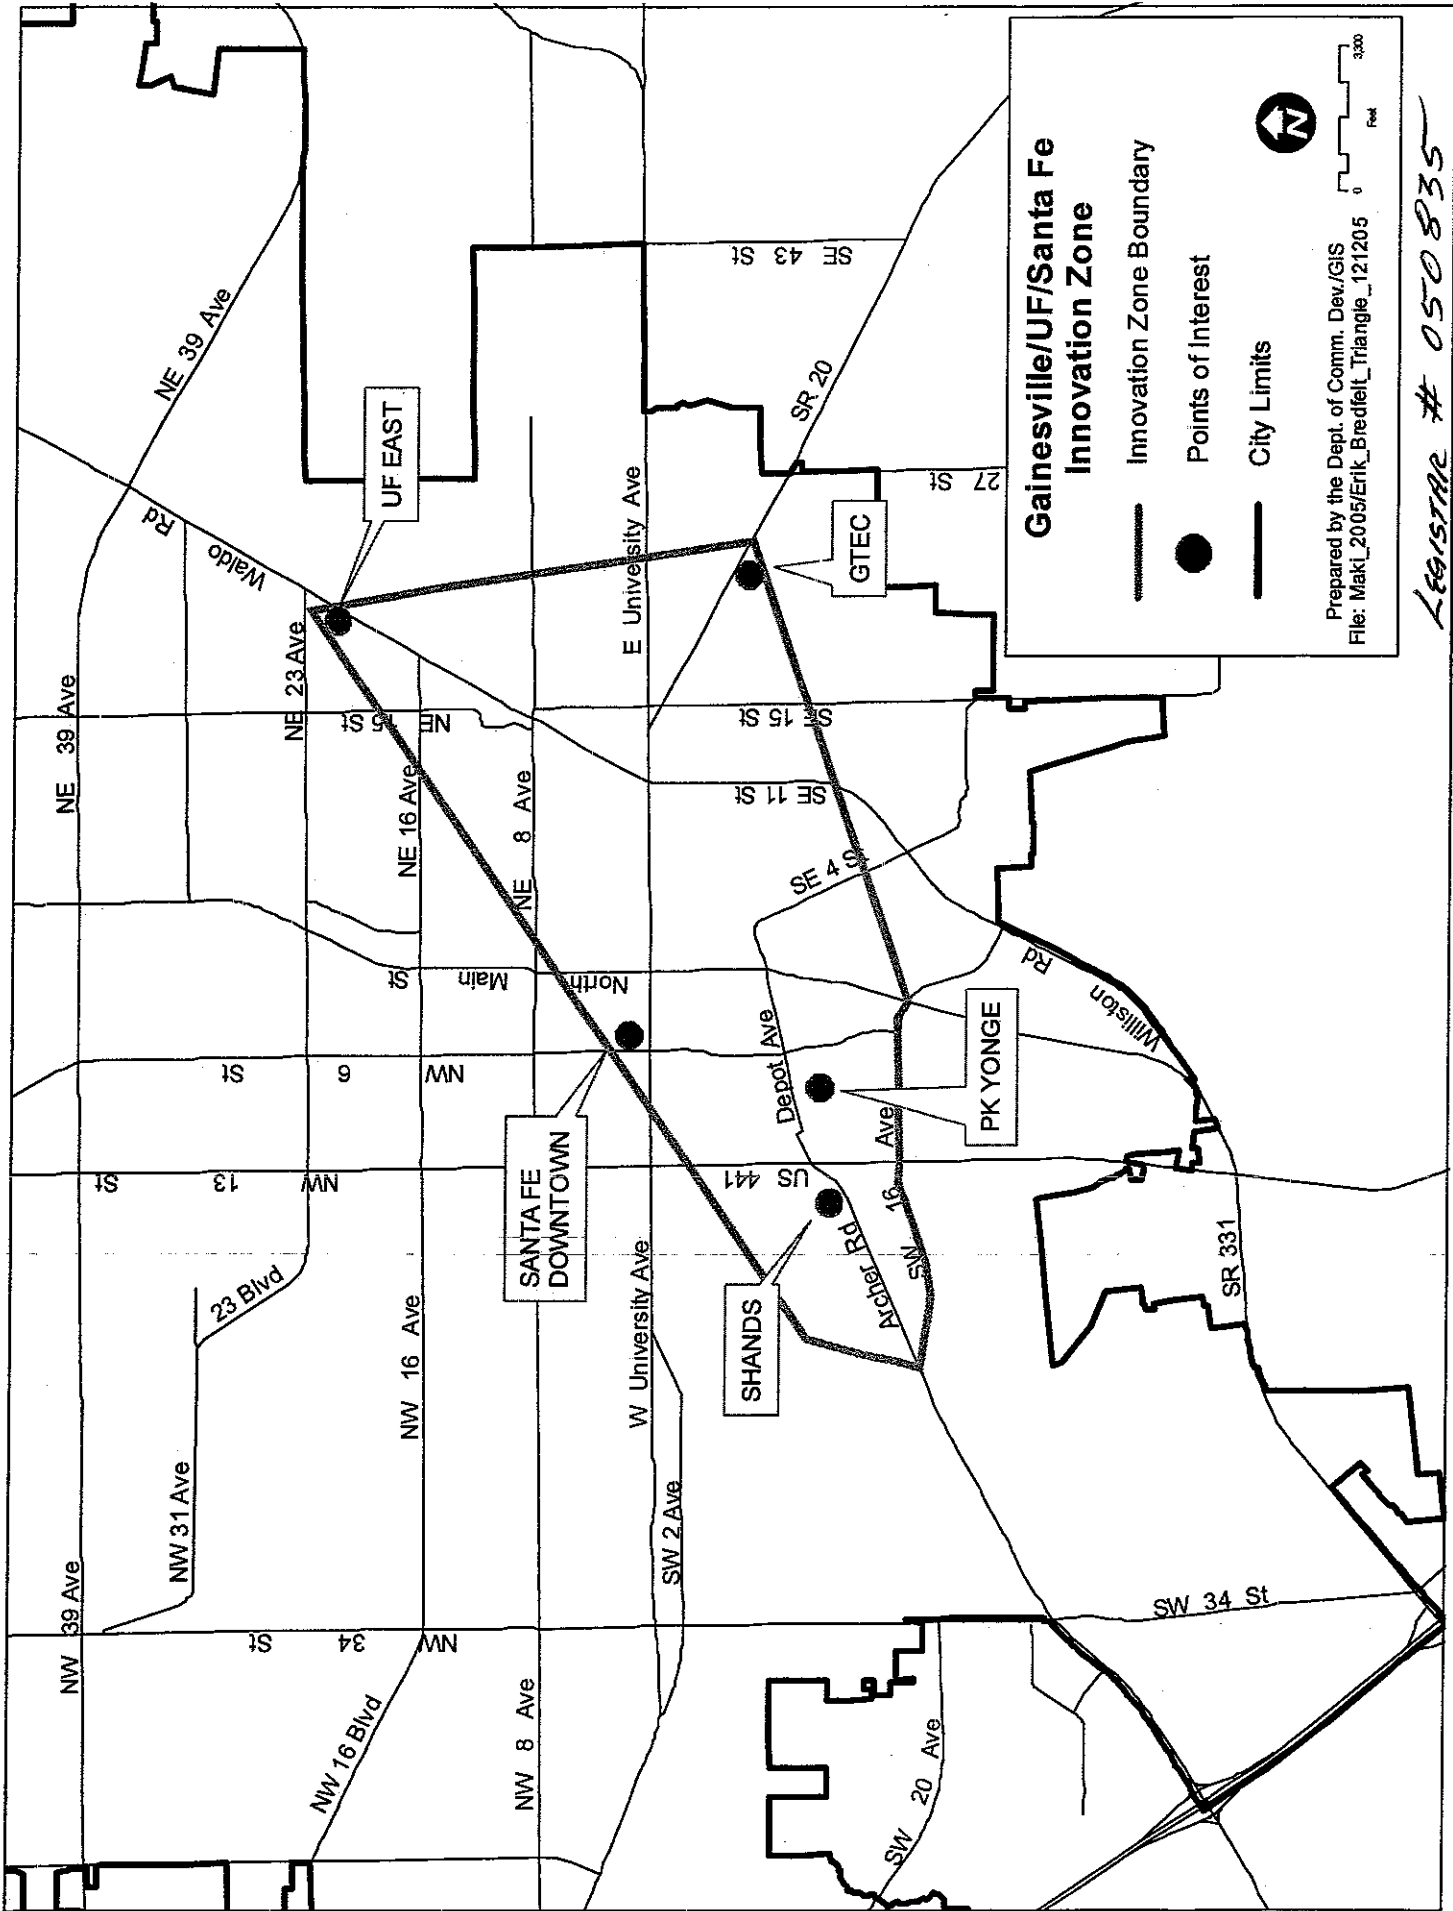 NE 39 Ave
NE 39 Ave
NW 39 Ave
Waldo Rd
UF EAST
NE 23 Ave
NE 15 St
NE 16 Ave
NE 8 Ave
North Main St
NW 6 St
NW 13 St
23 Blvd
NW 31 Ave
NW 16 Ave
NW 34 St
NW 16 Blvd
NW 8 Ave
SANTA FE
DOWNTOWN
W University Ave
E University Ave
SW 2 Ave
SE 43 St
SR 20
27 St
GTEC
SE 15 St
SE 11 St
SE 4 St
Depot Ave
US 441
SHANDS
Archer Rd
SW 16 Ave
PK YONGE
Williston Rd
SR 331
SW 34 St
SW 20 Ave
Gainesville/UF/Santa Fe
Innovation Zone
Innovation Zone Boundary
Points of Interest
City Limits
N
0 3,300
Feet
Prepared by the Dept. of Comm. Dev./GIS
File: Maki_2005/Erik_Bredfelt_Triangle_121205
LEGISTAR # 050835